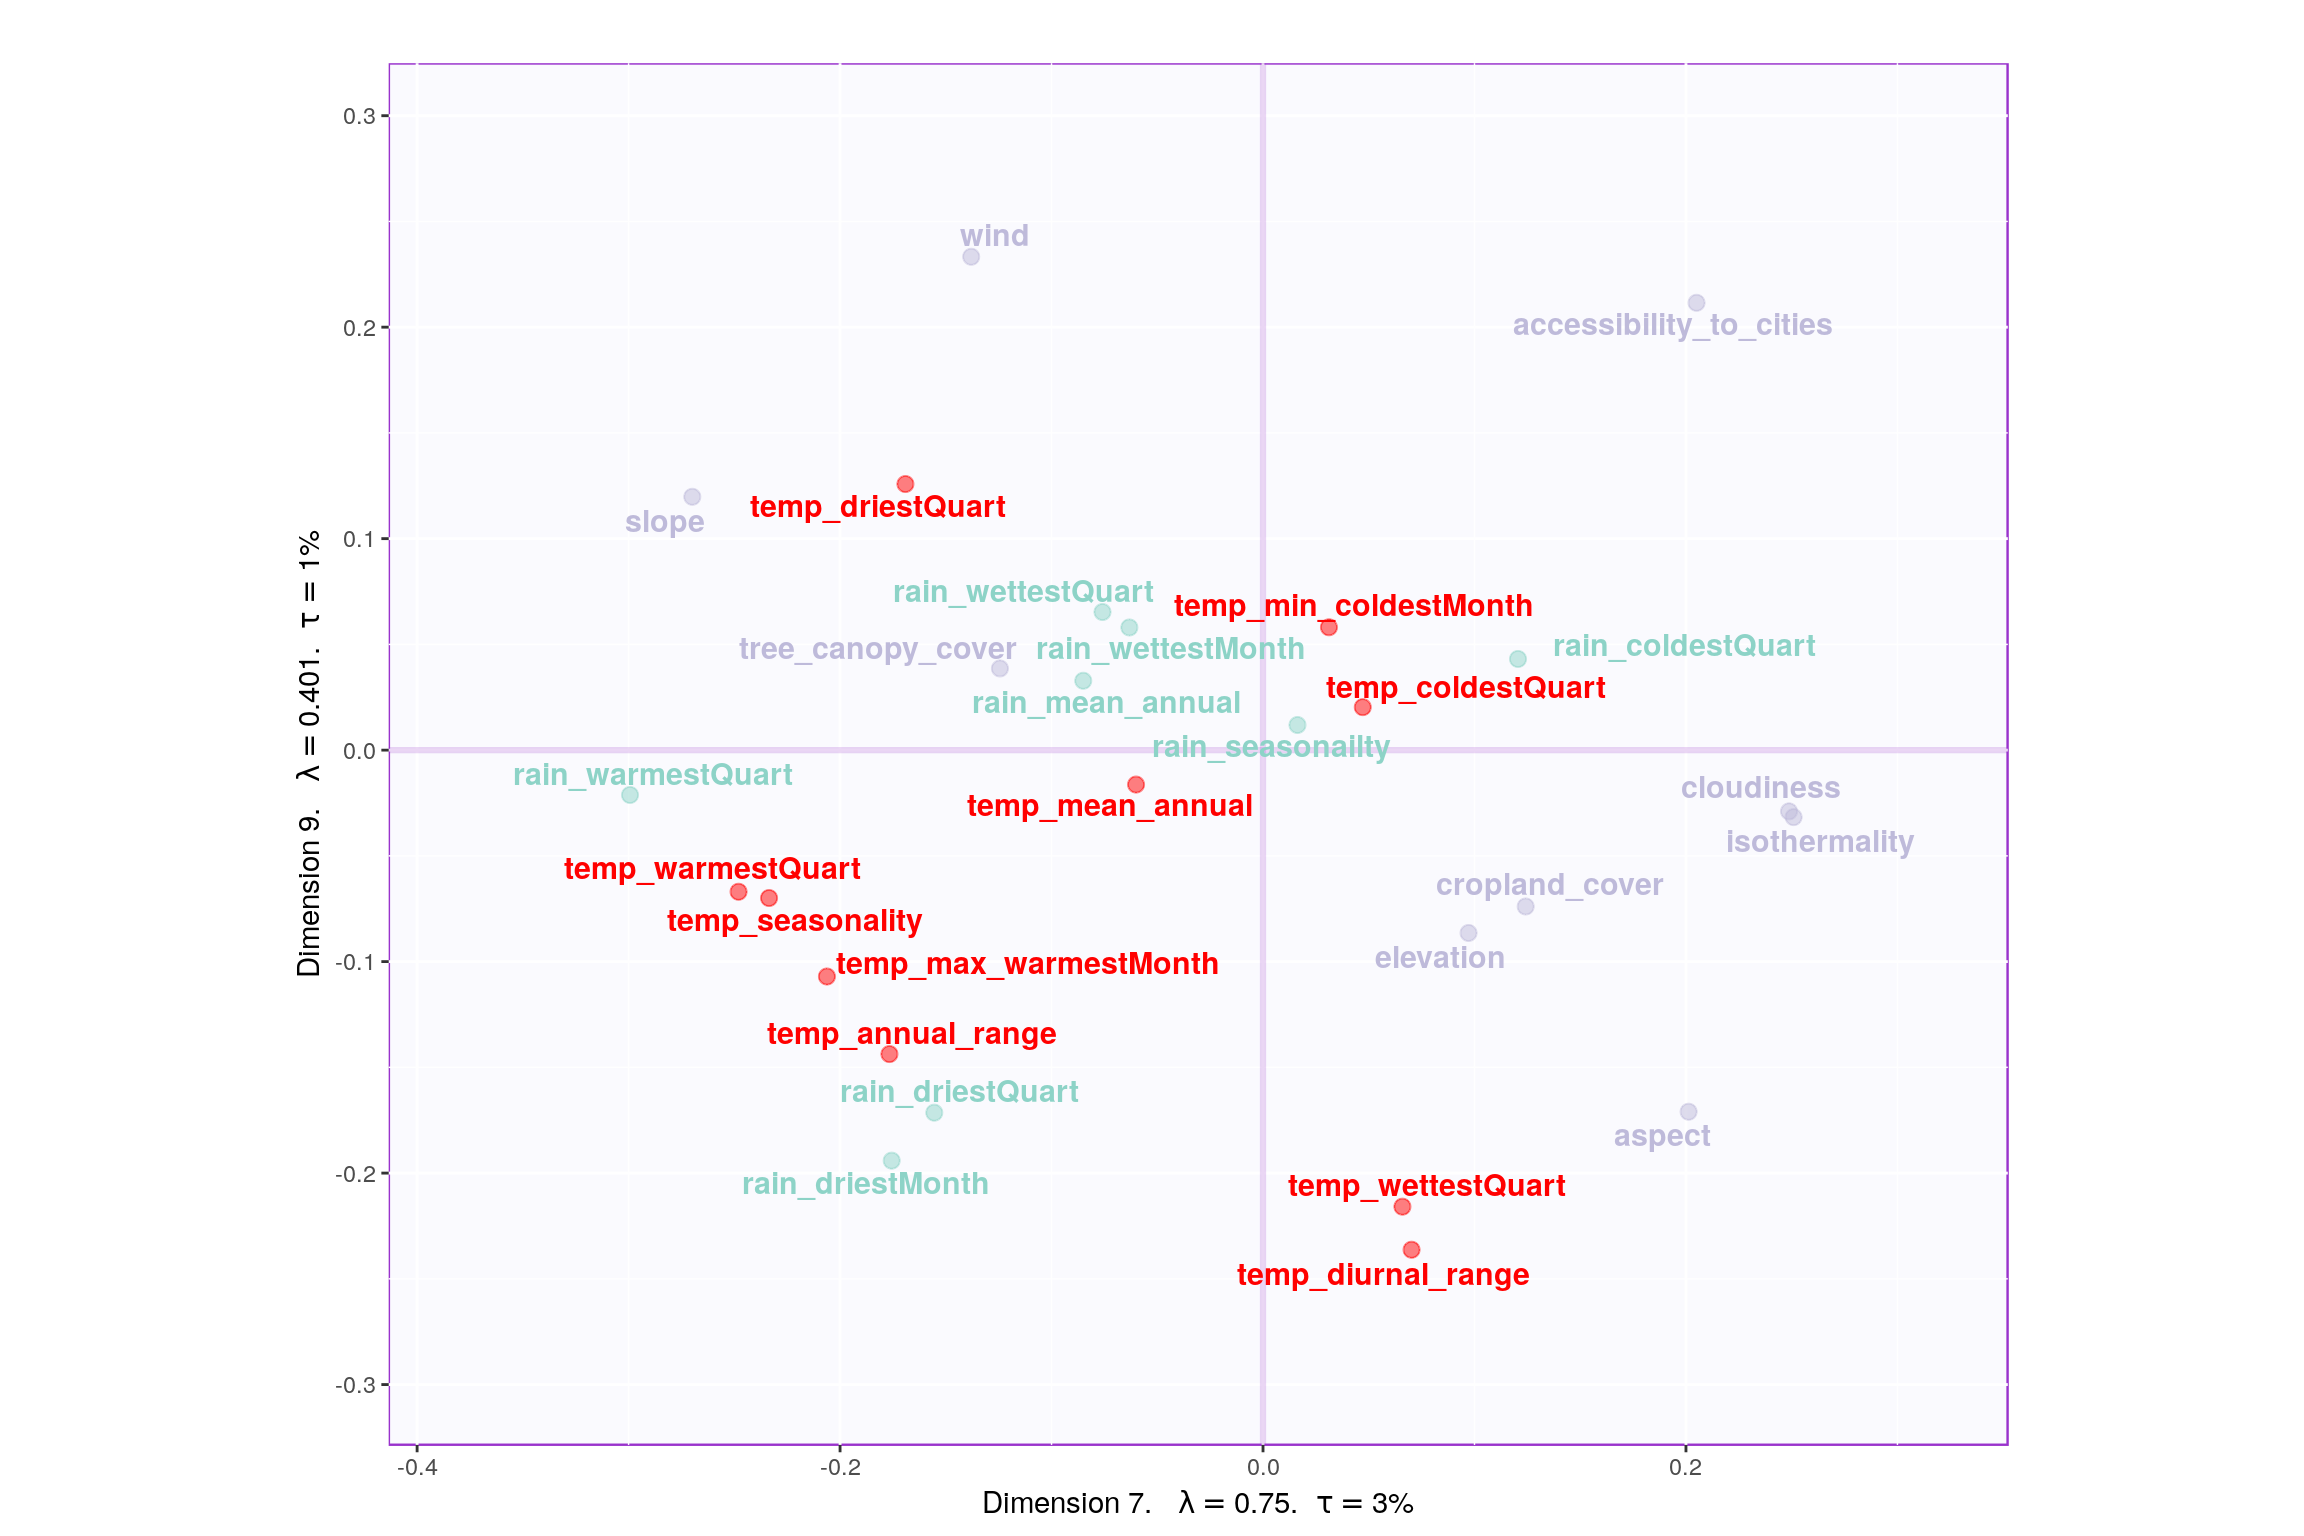 0.3
0.2
0.1
0.0
-0.1
-0.2
-0.3
Dimension 9.   λ = 0.401.  τ = 1%
wind
accessibility_to_cities
temp_driestQuart
slope
rain_wettestQuart
temp_min_coldestMonth
tree_canopy_cover
rain_wettestMonth
rain_coldestQuart
temp_coldestQuart
rain_mean_annual
rain_seasonailty
rain_warmestQuart
cloudiness
temp_mean_annual
isothermality
temp_warmestQuart
cropland_cover
temp_seasonality
elevation
temp_max_warmestMonth
temp_annual_range
rain_driestQuart
aspect
rain_driestMonth
temp_wettestQuart
temp_diurnal_range
-0.4
-0.2
0.0
0.2
Dimension 7.   λ = 0.75.  τ = 3%